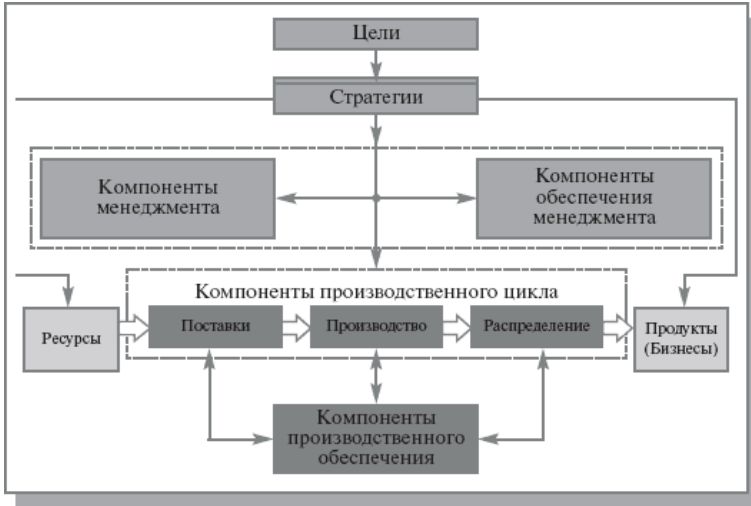 Цели
Стратегии
Компоненты
менеджмента
Компоненты
обеспечения
менеджмента
Компоненты производственного цикла
Ресурсы
Поставки
Производство
Распределение
Продукты
(Бизнесы)
Компоненты
производственного
обеспечения